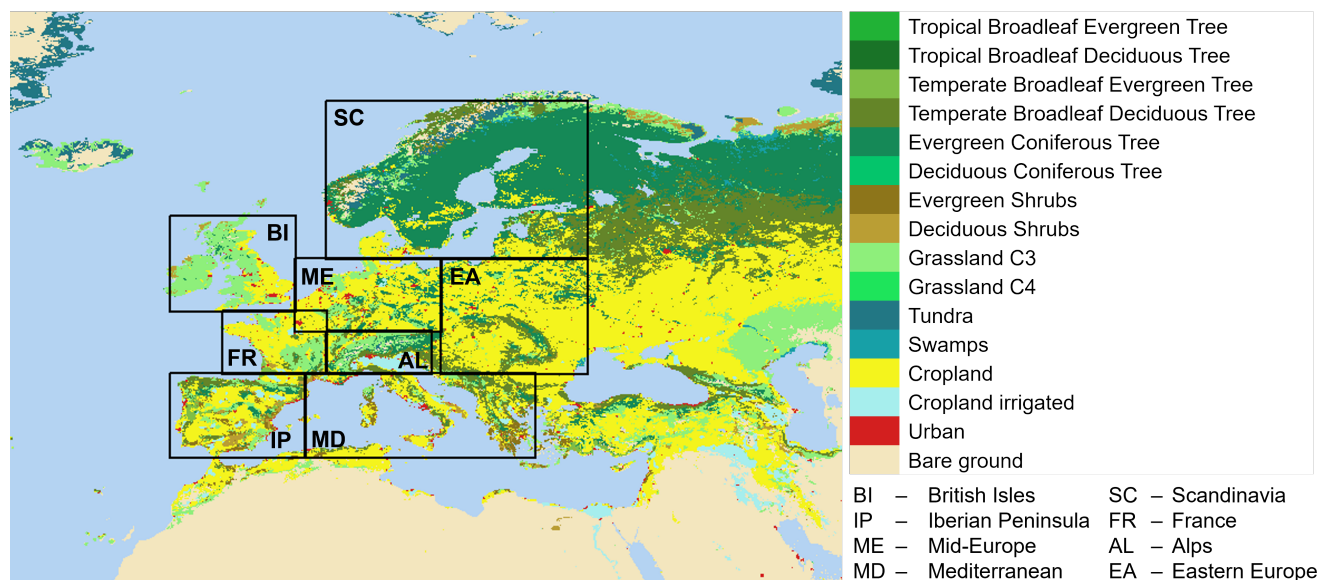 SC
BI
ME
EA
FR
AL
IP
MD
Tropical Broadleaf Evergreen Tree
Tropical Broadleaf Deciduous Tree
Temperate Broadleaf Evergreen Tree
Temperate Broadleaf Deciduous Tree
Evergreen Coniferous Tree
Deciduous Coniferous Tree
Evergreen Shrubs
Deciduous Shrubs
Grassland C3
Grassland C4
Tundra
Swamps
Cropland
Cropland irrigated
Urban
Bare ground
BI – British Isles SC – Scandinavia
IP – Iberian Peninsula FR – France
ME – Mid-Europe AL – Alps
MD – Mediterranean EA – Eastern Europe